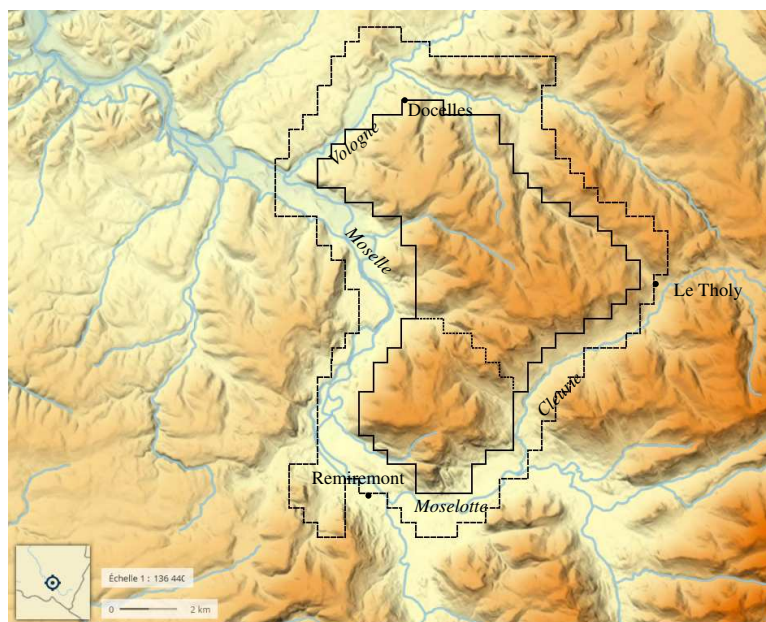 Docelles
Vologne
Moselle
Le Tholy
Cleurie
Remiremont
Moselotte
Échelle 1 : 136 440
0 2 km